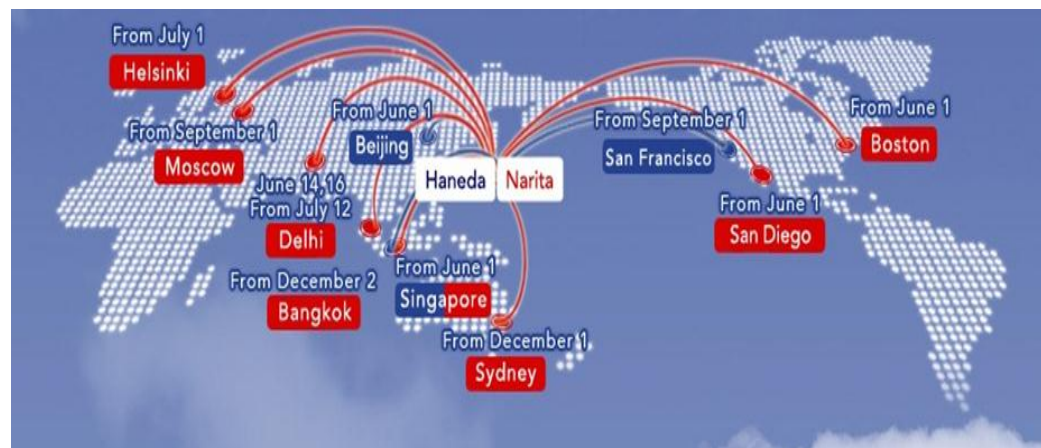 From July 1
Helsinki
From September 1
Moscow
June 14,16
From July 12
Delhi
From December 2
Bangkok
From June 1
Beijing
Haneda
Narita
From June 1
Singapore
From December 1
Sydney
From September 1
San Francisco
From June 1
San Diego
From June 1
Boston